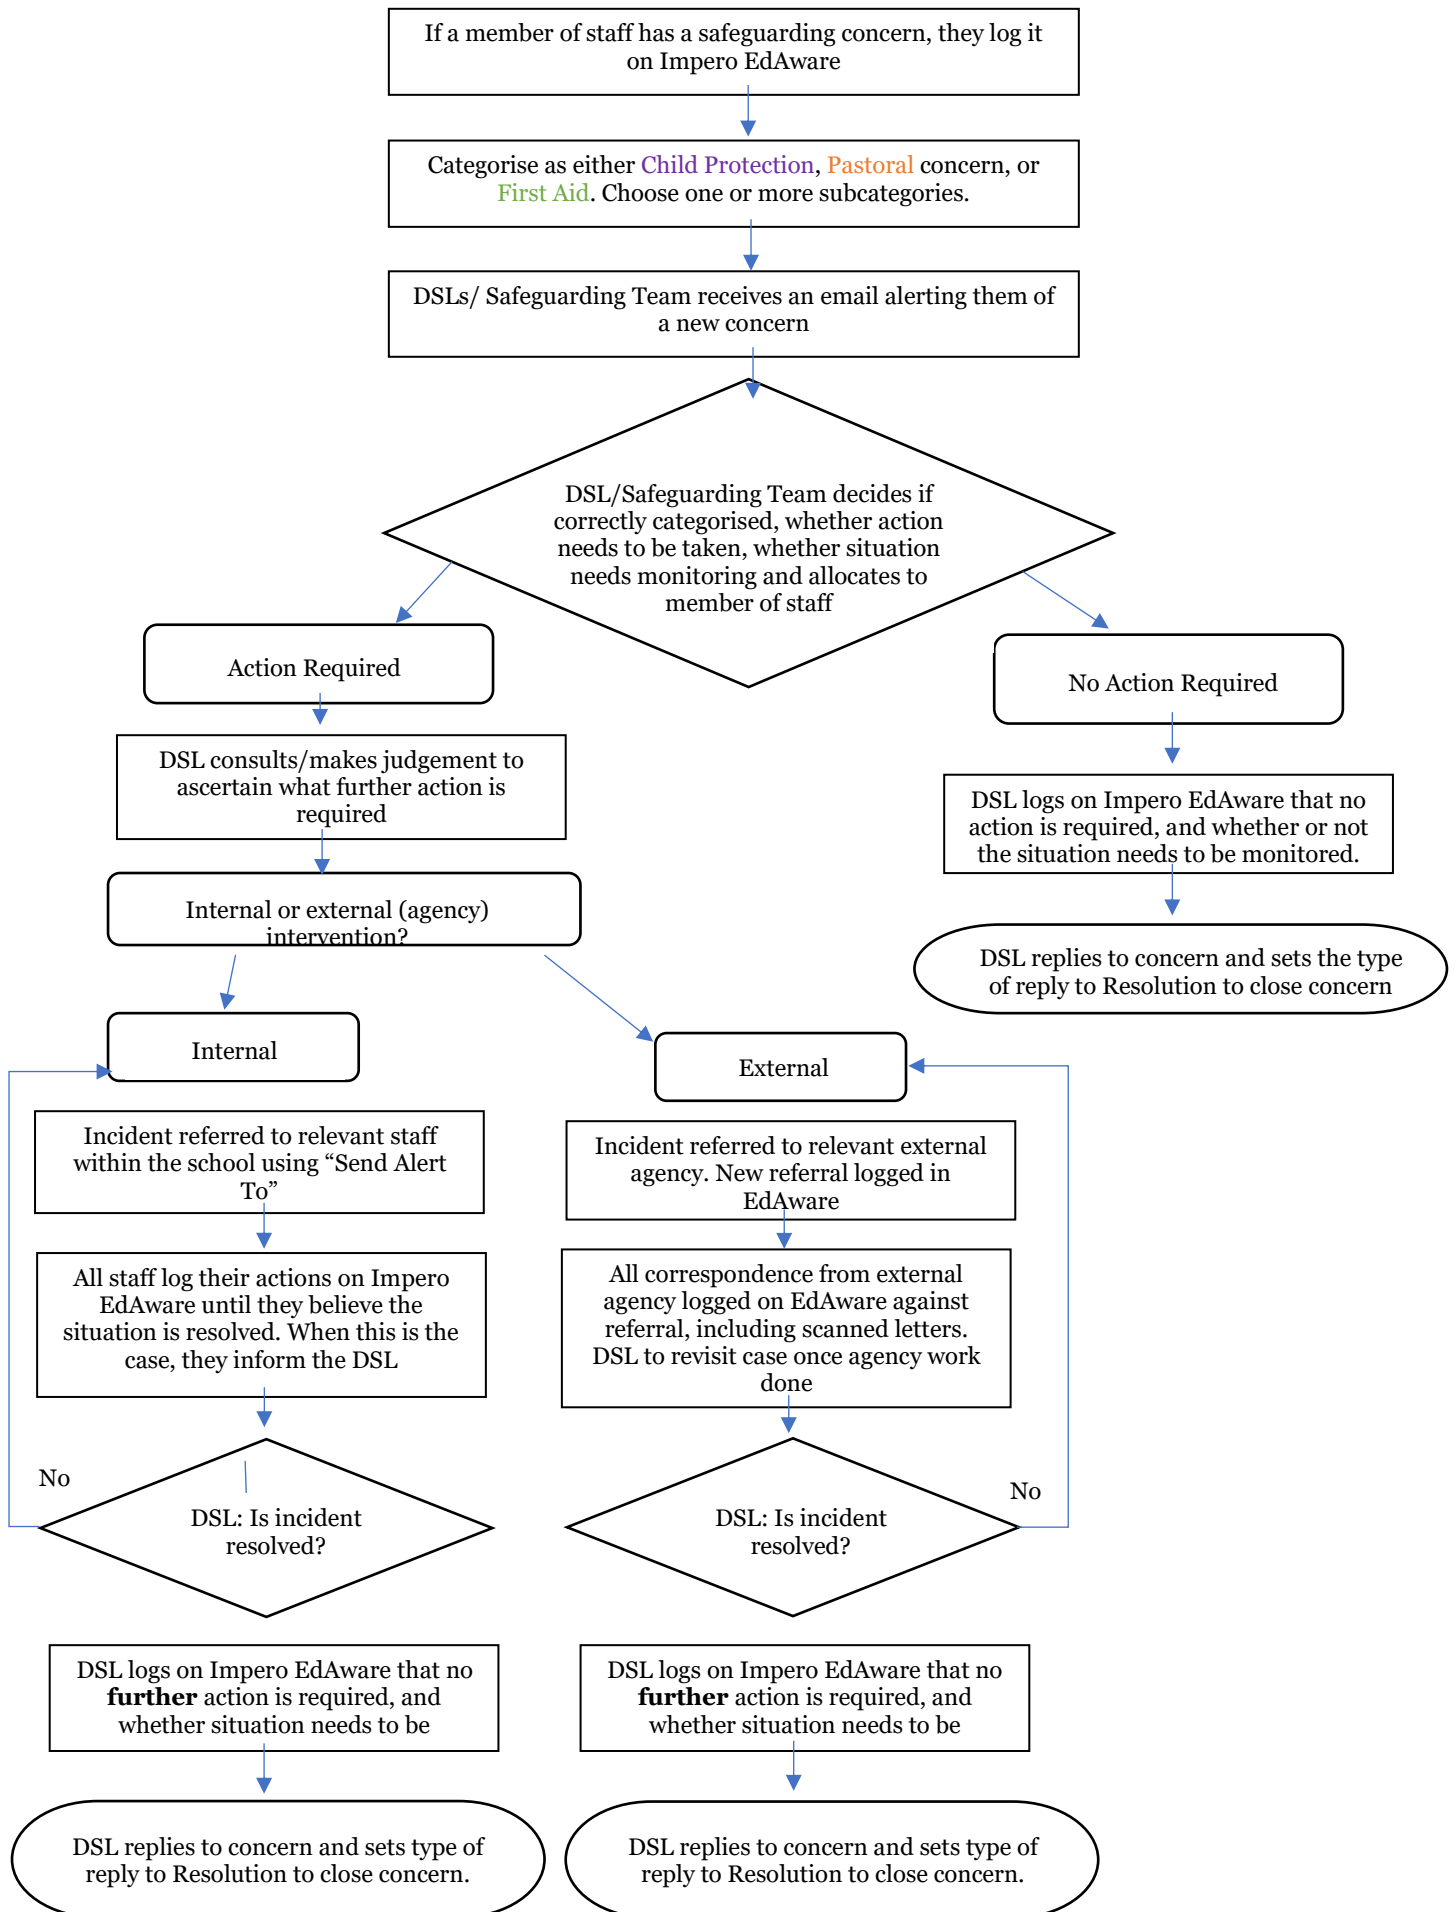 If a member of staff has a safeguarding concern, they log it
on Impero EdAware
Categorise as either Child Protection, Pastoral concern, or
First Aid. Choose one or more subcategories.
DSLs/ Safeguarding Team receives an email alerting them of
a new concern
DSL/Safeguarding Team decides if
correctly categorised, whether action
needs to be taken, whether situation
needs monitoring and allocates to
member of staff
Action Required
No Action Required
DSL consults/makes judgement to
ascertain what further action is
required
DSL logs on Impero EdAware that no
action is required, and whether or not
the situation needs to be monitored.
Internal or external (agency)
intervention?
DSL replies to concern and sets the type
of reply to Resolution to close concern
Internal
External
Incident referred to relevant staff
within the school using “Send Alert
To”
Incident referred to relevant external
agency. New referral logged in
EdAware
All staff log their actions on Impero
EdAware until they believe the
situation is resolved. When this is the
case, they inform the DSL
All correspondence from external
agency logged on EdAware against
referral, including scanned letters.
DSL to revisit case once agency work
done
No
DSL: Is incident
resolved?
No
DSL: Is incident
resolved?
DSL logs on Impero EdAware that no
further action is required, and
whether situation needs to be
DSL logs on Impero EdAware that no
further action is required, and
whether situation needs to be
DSL replies to concern and sets type of
reply to Resolution to close concern.
DSL replies to concern and sets type of
reply to Resolution to close concern.